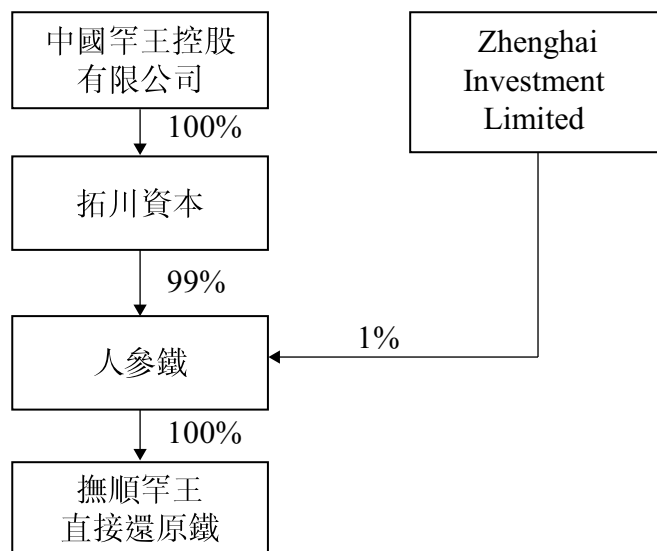 中國罕王控股
有限公司
Zhenghai
Investment
Limited
100%
拓川資本
99%
人參鐵
1%
100%
撫順罕王
直接還原鐵